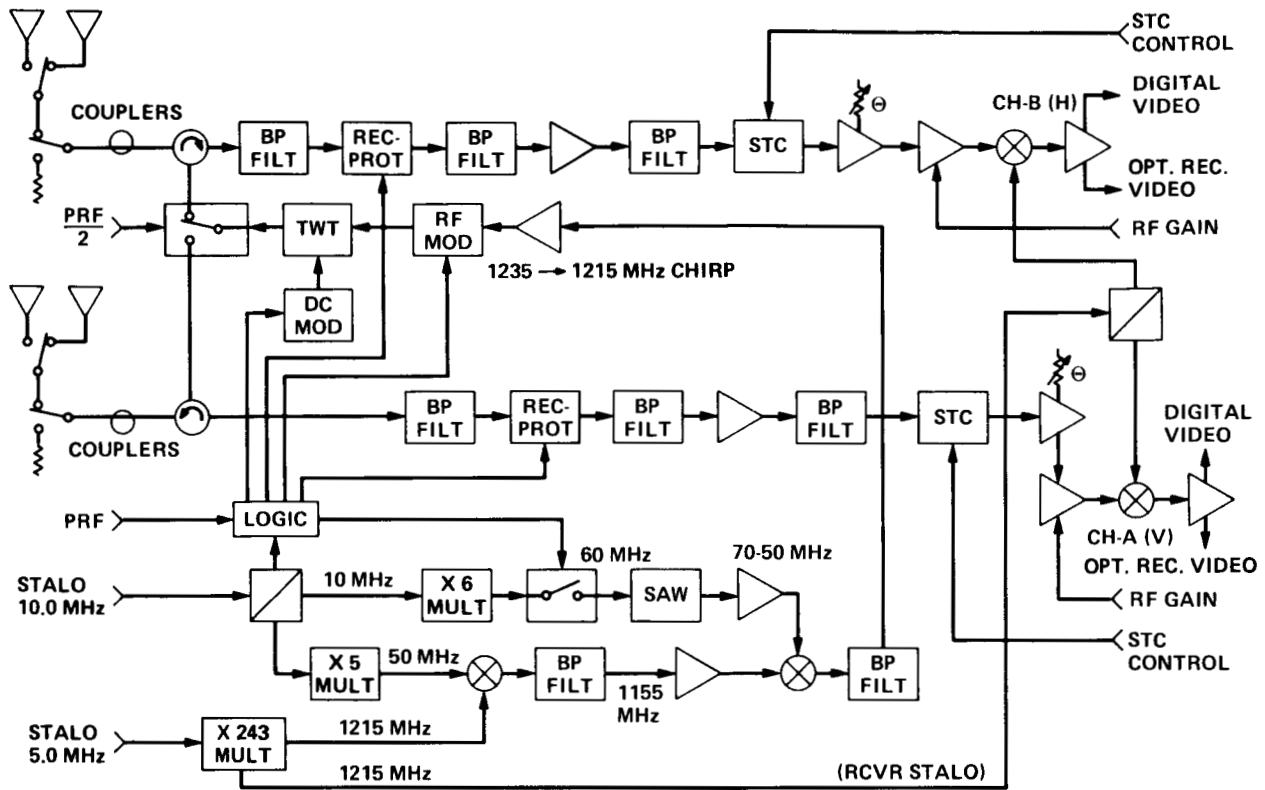 STC
CONTROL
COUPLERS
Θ
CH-B (H)
DIGITAL
VIDEO
BP
FILT
REC-
PROT
BP
FILT
BP
FILT
STC
OPT. REC.
VIDEO
PRF
2
TWT
RF
MOD
RF GAIN
1235 → 1215 MHz CHIRP
DC
MOD
Θ
BP
FILT
REC-
PROT
BP
FILT
BP
FILT
STC
DIGITAL
VIDEO
COUPLERS
PRF
LOGIC
CH-A (V)
OPT. REC. VIDEO
60 MHz
70-50 MHz
STALO
10.0 MHz
10 MHz
X 6
MULT
SAW
RF GAIN
STC
CONTROL
X 5
MULT
50 MHz
BP
FILT
1155
MHz
BP
FILT
STALO
5.0 MHz
X 243
MULT
1215 MHz
1215 MHz
(RCVR STALO)